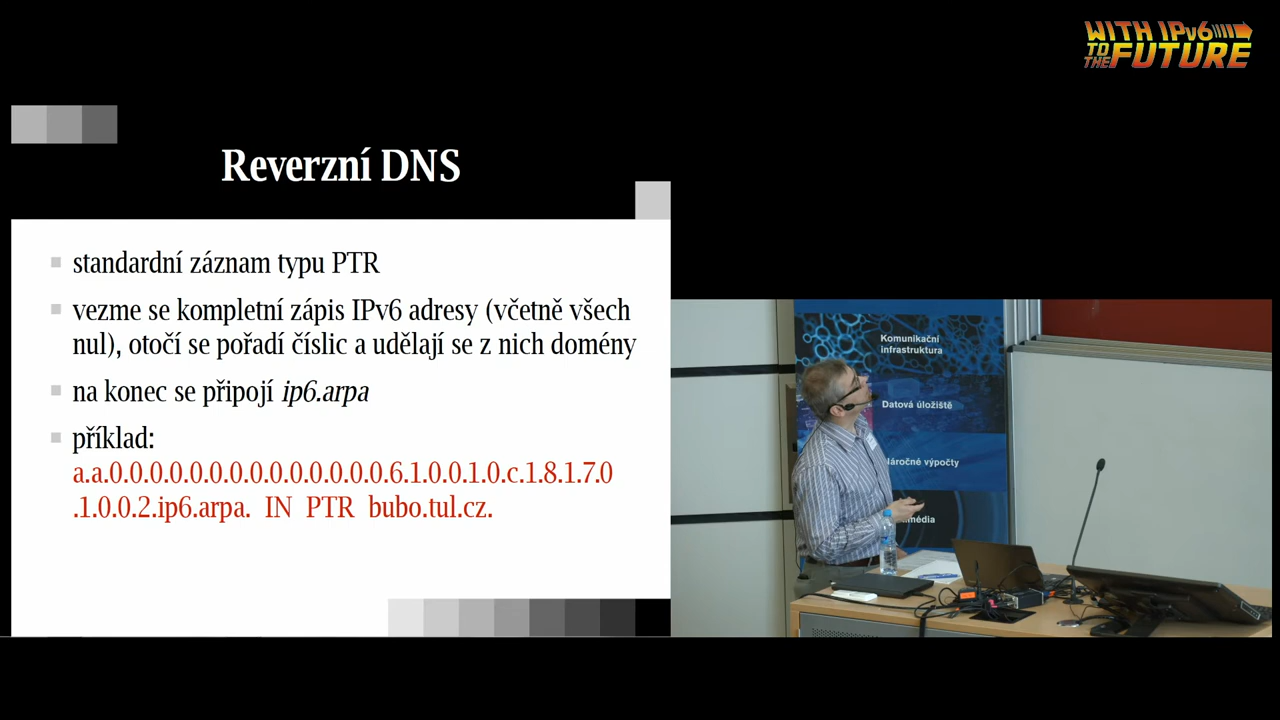 WITH IPv6
TO THE FUTURE
Reverzní DNS
standardní záznam typu PTR
vezme se kompletní zápis IPv6 adresy (včetně všech
nul), otočí se pořadí číslic a udělají se z nich domény
na konec se připojí ip6.arpa
příklad:
a.a.0.0.0.0.0.0.0.0.0.0.0.0.0.0.6.1.0.0.1.0.c.1.8.1.7.0
.1.0.0.2.ip6.arpa. IN PTR bubo.tul.cz.
Komunikační
infrastruktura
Datová úložiště
výpočty